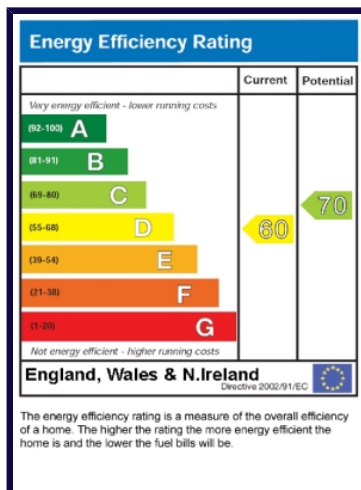 Energy Efficiency Rating
Current Potential
Very energy efficient - lower running costs
(92-100) A
(81-91) B
(69-80) C
70
(55-68) D
60
(39-54) E
(21-38) F
(1-20) G
Not energy efficient - higher running costs
England, Wales & N.Ireland
Directive 2002/91/EC
The energy efficiency rating is a measure of the overall efficiency
of a home. The higher the rating the more energy efficient the
home is and the lower the fuel bills will be.